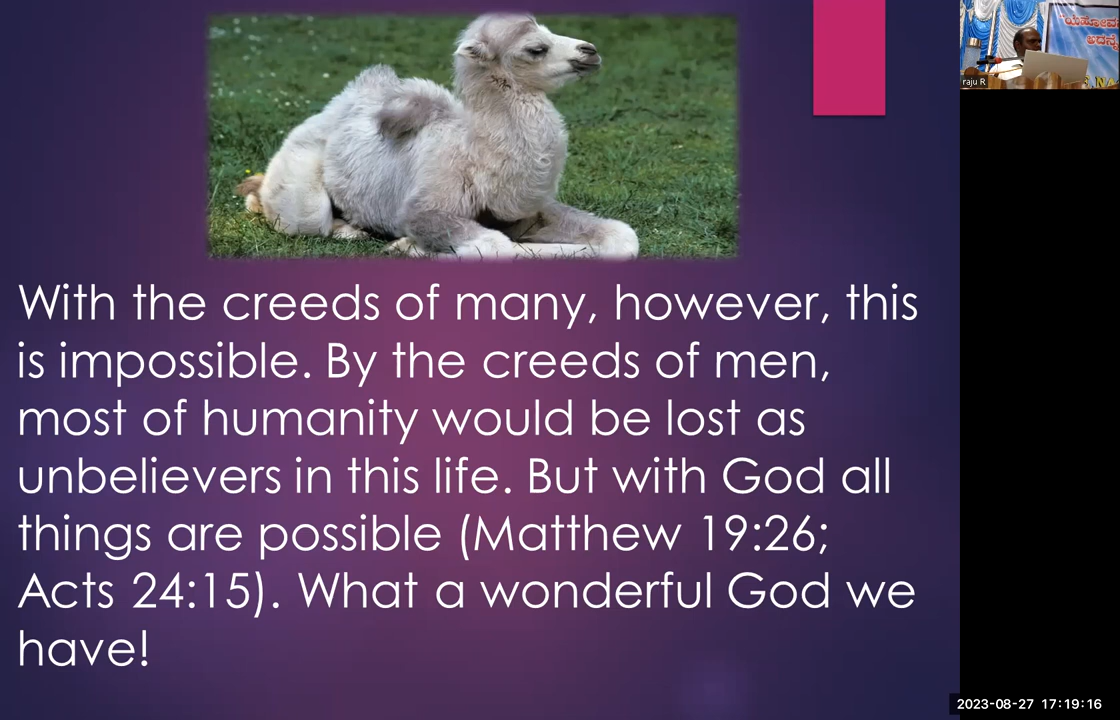 With the creeds of many, however, this
is impossible. By the creeds of men,
most of humanity would be lost as
unbelievers in this life. But with God all
things are possible (Matthew 19:26;
Acts 24:15). What a wonderful God we
have!
raju R
2023-08-27 17:19:16